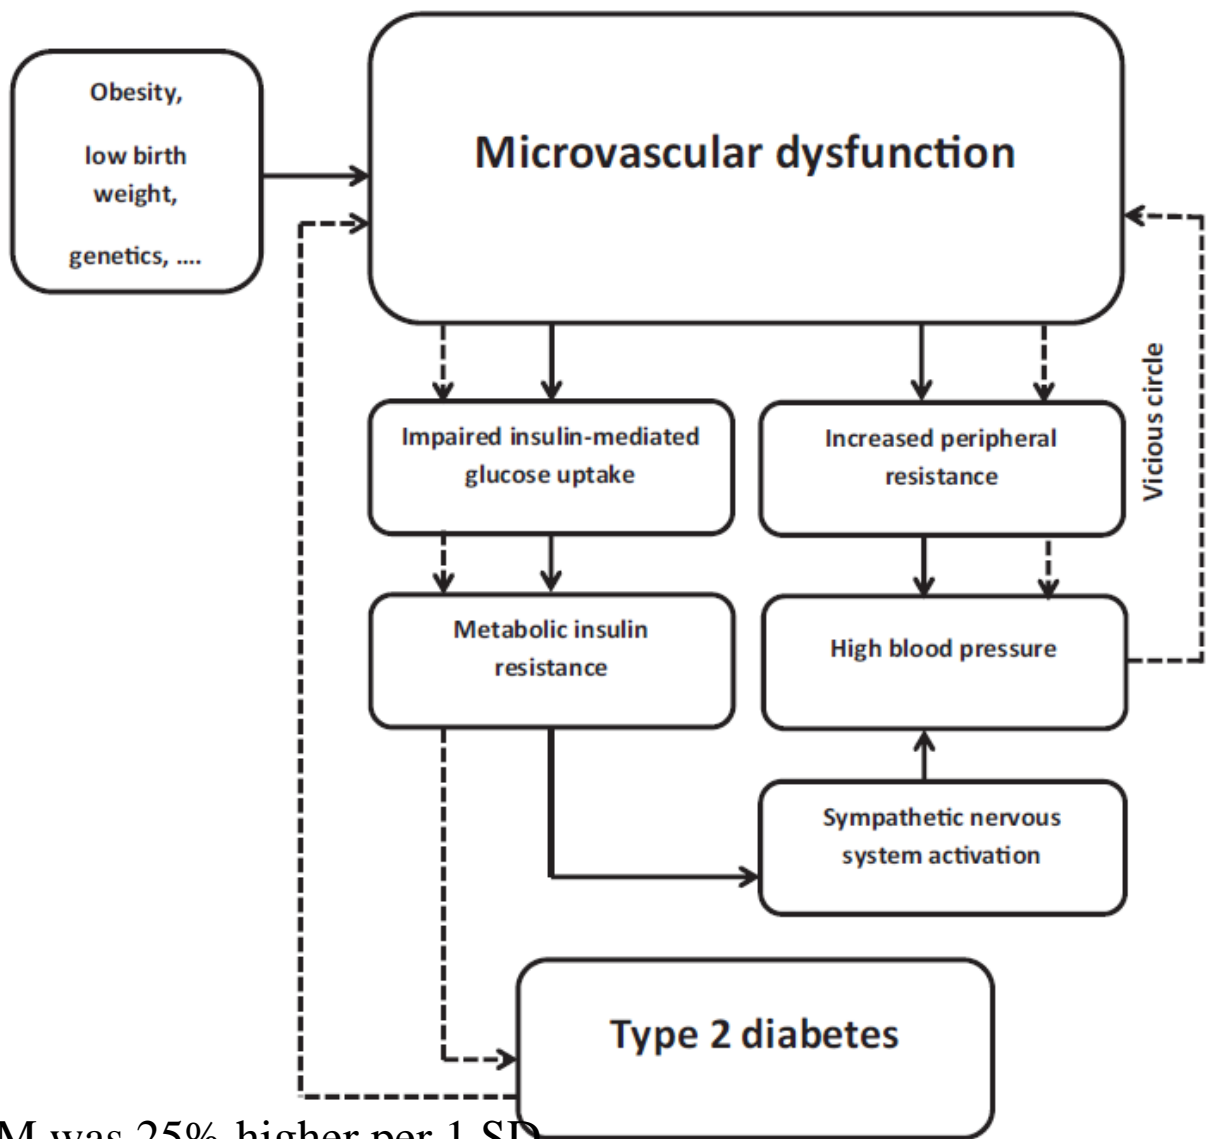 Obesity,
low birth
weight,
genetics, ....
Microvascular dysfunction
Impaired insulin-mediated
glucose uptake
Increased peripheral
resistance
Vicious circle
Metabolic insulin
resistance
High blood pressure
Sympathetic nervous
system activation
Type 2 diabetes
M was 25% higher per 1 SD